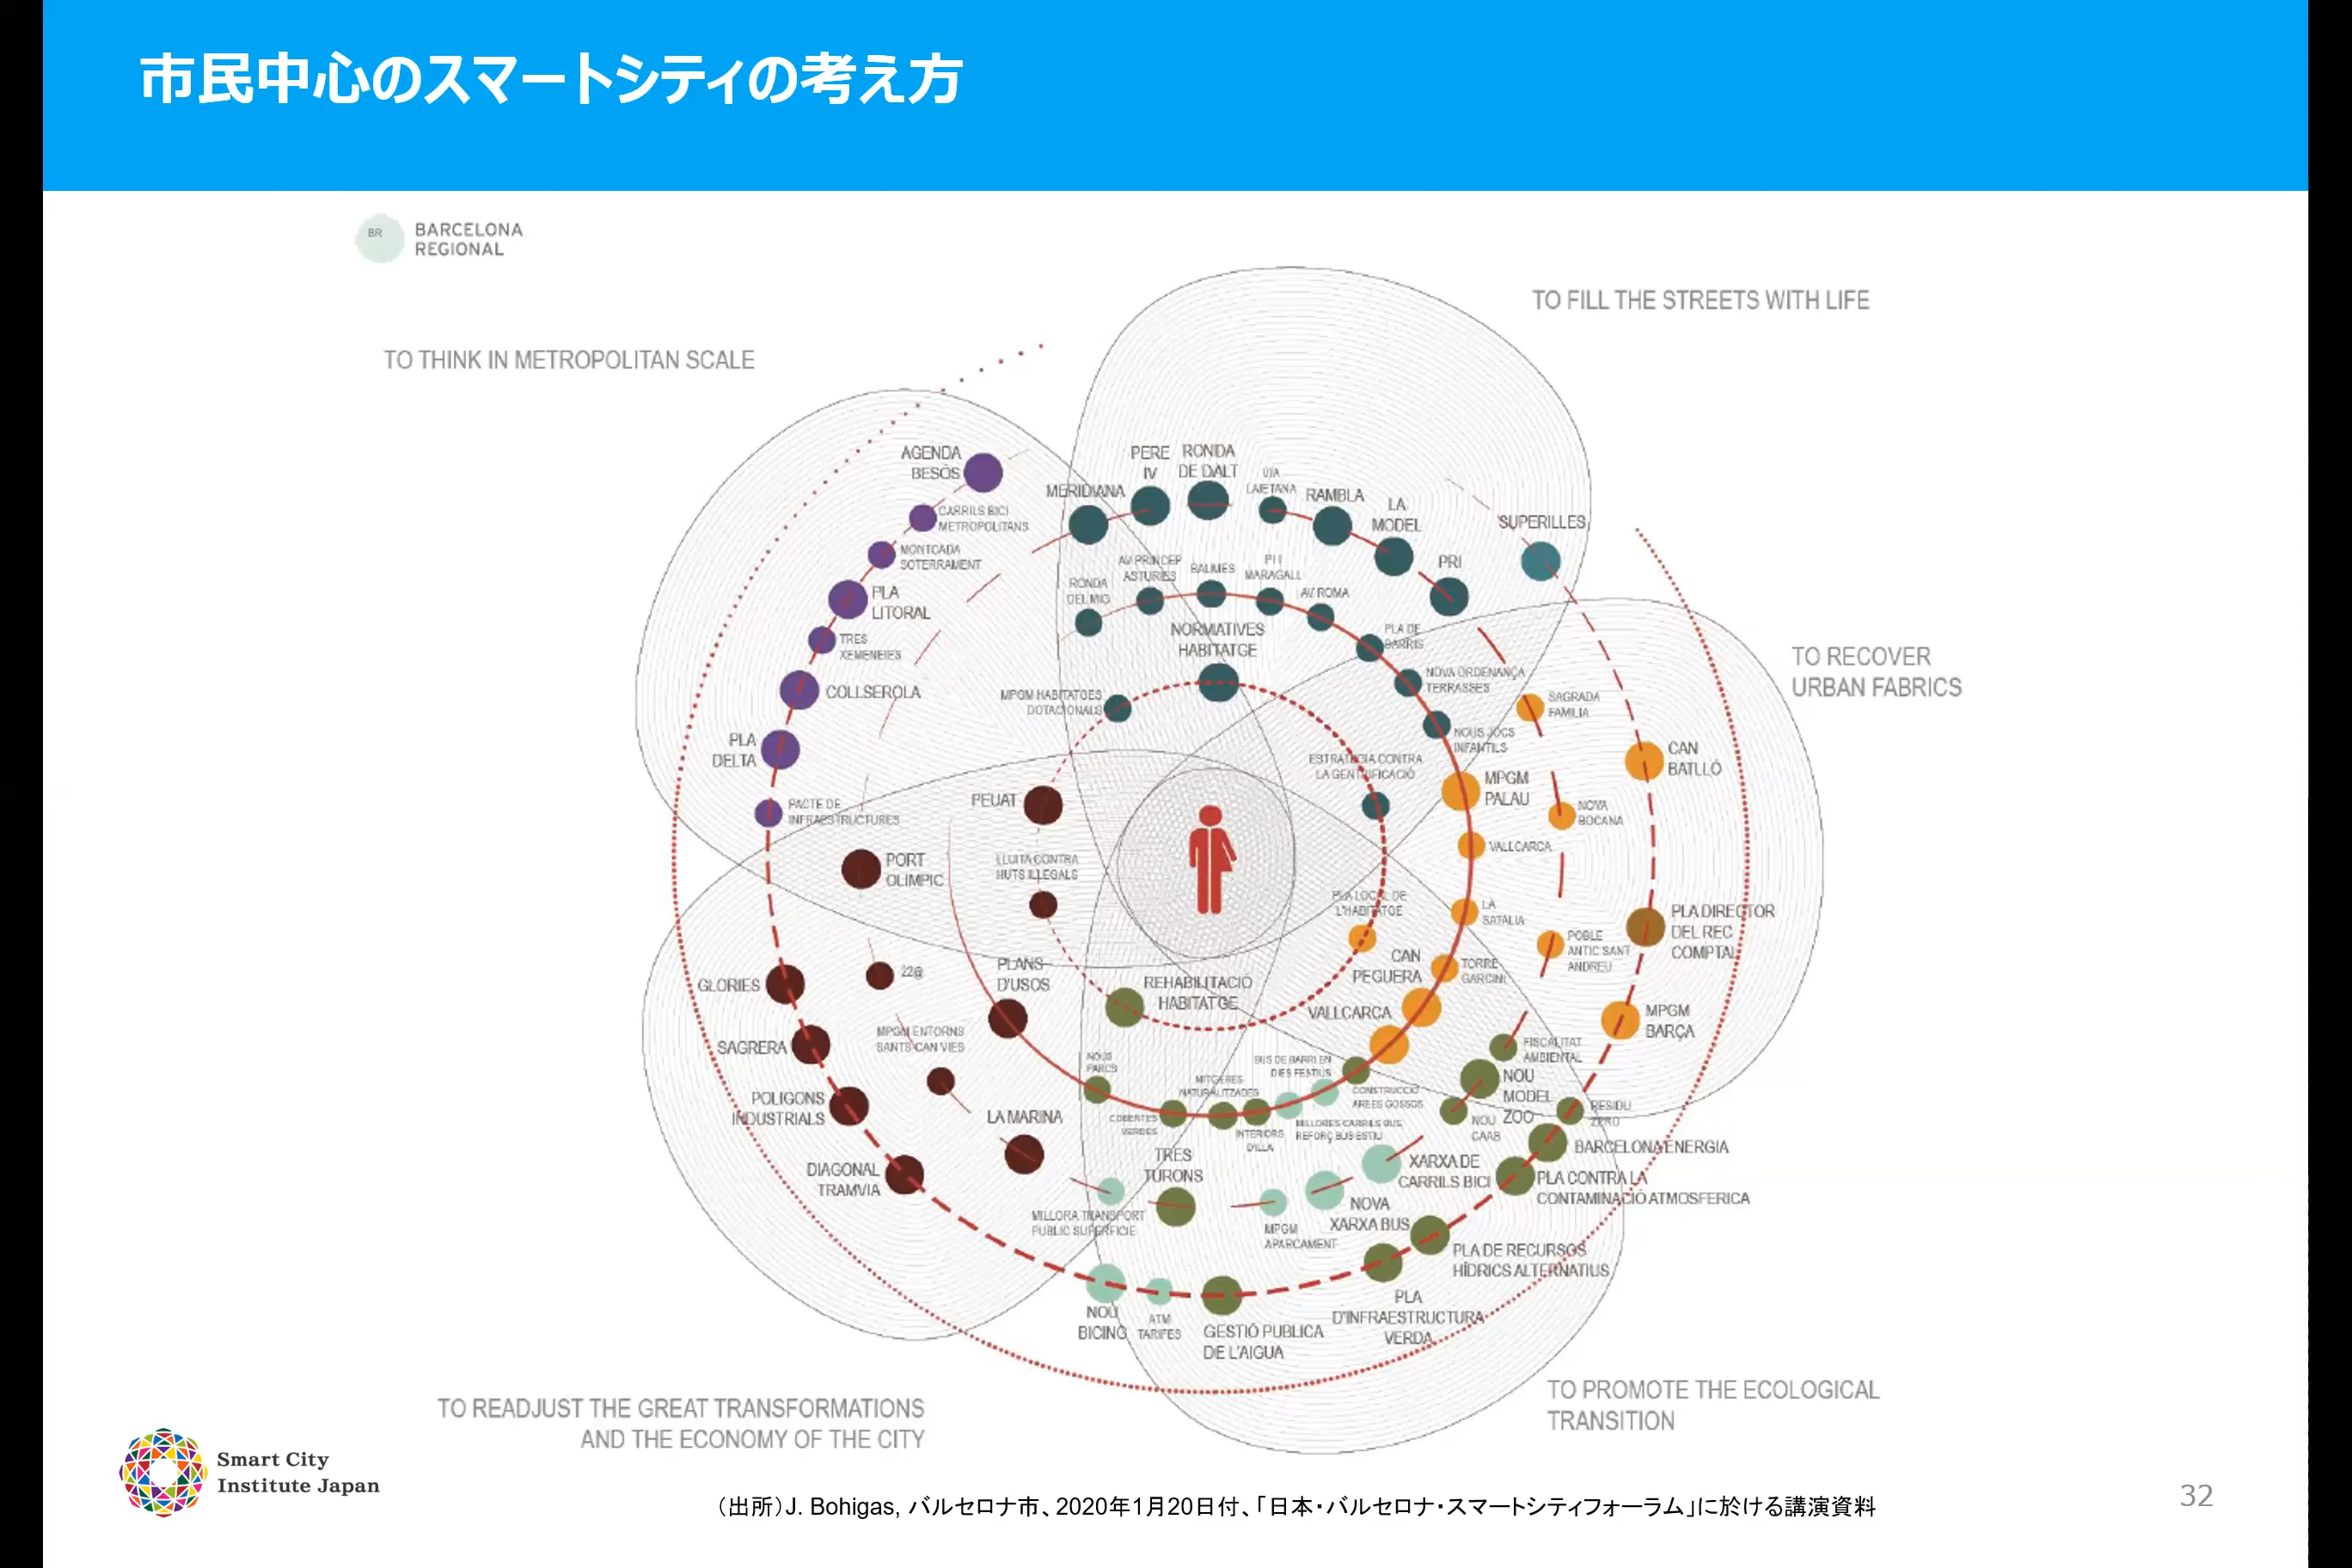 市民中心のスマートシティの考え方
BR
BARCELONA
REGIONAL
TO FILL THE STREETS WITH LIFE
TO THINK IN METROPOLITAN SCALE
AGENDA
BESÒS
CARRILS BICI
METROPOLITANS
MONTCADA
SOTERRAMENT
PLA
LITORAL
TRES
XEMENEIES
COLLSEROLA
PLA
DELTA
PACTE DE
INFRAESTRUCTURES
MERIDIANA
PERE
IV
RONDA
DE DALT
VIA
LAIETANA
RAMBLA
LA
MODEL
PRI
SUPERILLES
RONDA
DEL MIG
AV PRINCEP
ASTURIES
BALMES
PI I
MARAGALL
AV ROMA
PLA DE
BARRIS
NOVA ORDENANÇA
TERRASSES
NOUS JOCS
INFANTILS
NORMATIVES
HABITATGE
MPGM HABITATGES
DOTACIONALS
ESTRATÈGIA CONTRA
LA GENTRIFICACIÓ
TO RECOVER
URBAN FABRICS
SAGRADA
FAMILIA
CAN
BATLLÓ
MPGM
PALAU
NOVA
BOCANA
VALLCARCA
LA
SATALIA
PLA LOCAL DE
L'HABITATGE
POBLE
ANTIC SANT
ANDREU
PLA DIRECTOR
DEL REC
COMPTAL
CAN
PEGUERA
TORRE
GARCINI
VALLCARCA
MPGM
BARÇA
PEUAT
PORT
OLIMPIC
LLUITA CONTRA
HUTS IL·LEGALS
22@
PLANS
D'USOS
GLORIES
SAGRERA
MPGM ENTORNS
SANTS CAN VIES
POLIGONS
INDUSTRIALS
LA MARINA
DIAGONAL
TRAMVIA
REHABILITACIÓ
HABITATGE
NOUS
PARCS
COBERTES
VERDES
MITGERES
NATURALITZADES
INTERIORS
D'ILLA
BUS DE BARRI EN
DIES FESTIUS
MILLORES CARRILS BUS,
REFORÇ BUS ESTIU
CONSTRUCCIÓ
AREES GOSSOS
FISCALITAT
AMBIENTAL
NOU
MODEL
ZOO
NOU
CAAB
RESIDU
ZERO
BARCELONA ENERGIA
PLA CONTRA LA
CONTAMINACIÓ ATMOSFERICA
TRES
TURONS
MILLORA TRANSPORT
PUBLIC SUPERFICIE
MPGM
APARCAMENT
NOVA
XARXA BUS
XARXA DE
CARRILS BICI
PLA DE RECURSOS
HÍDRICS ALTERNATIUS
PLA
D'INFRAESTRUCTURA
VERDA
NOU
BICING
ATM
TARIFES
GESTIÓ PUBLICA
DE L'AIGUA
TO PROMOTE THE ECOLOGICAL
TRANSITION
TO READJUST THE GREAT TRANSFORMATIONS
AND THE ECONOMY OF THE CITY
Smart City
Institute Japan
（出所）J. Bohigas, バルセロナ市、2020年1月20日付、「日本・バルセロナ・スマートシティフォーラム」に於ける講演資料
32